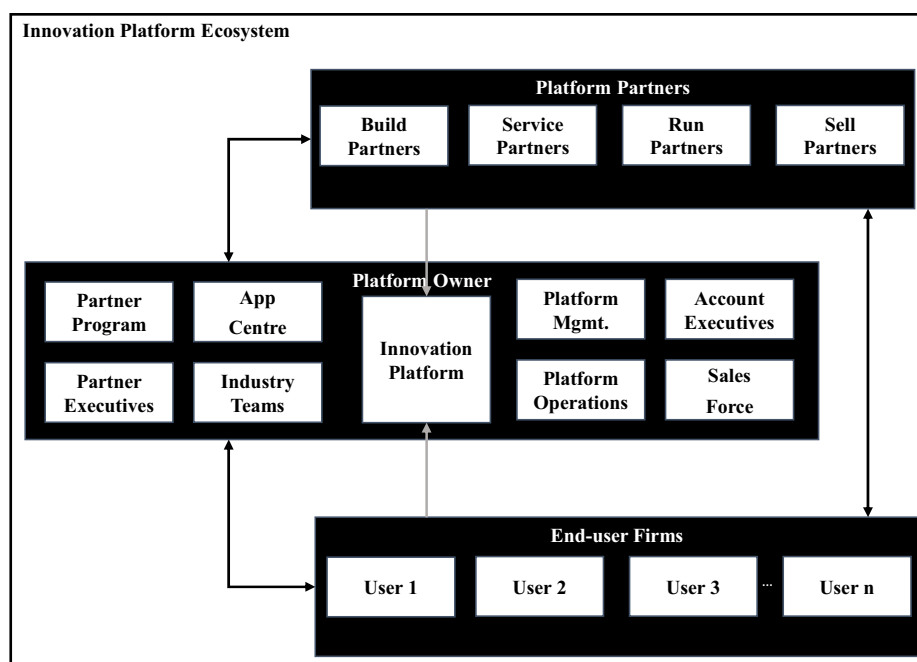 Innovation Platform Ecosystem
Platform Partners
Build
Partners
Service
Partners
Run
Partners
Sell
Partners
Platform Owner
Partner
Program
App
Centre
Innovation
Platform
Platform
Mgmt.
Account
Executives
Partner
Executives
Industry
Teams
Platform
Operations
Sales
Force
End-user Firms
User 1
User 2
User 3
...
User n